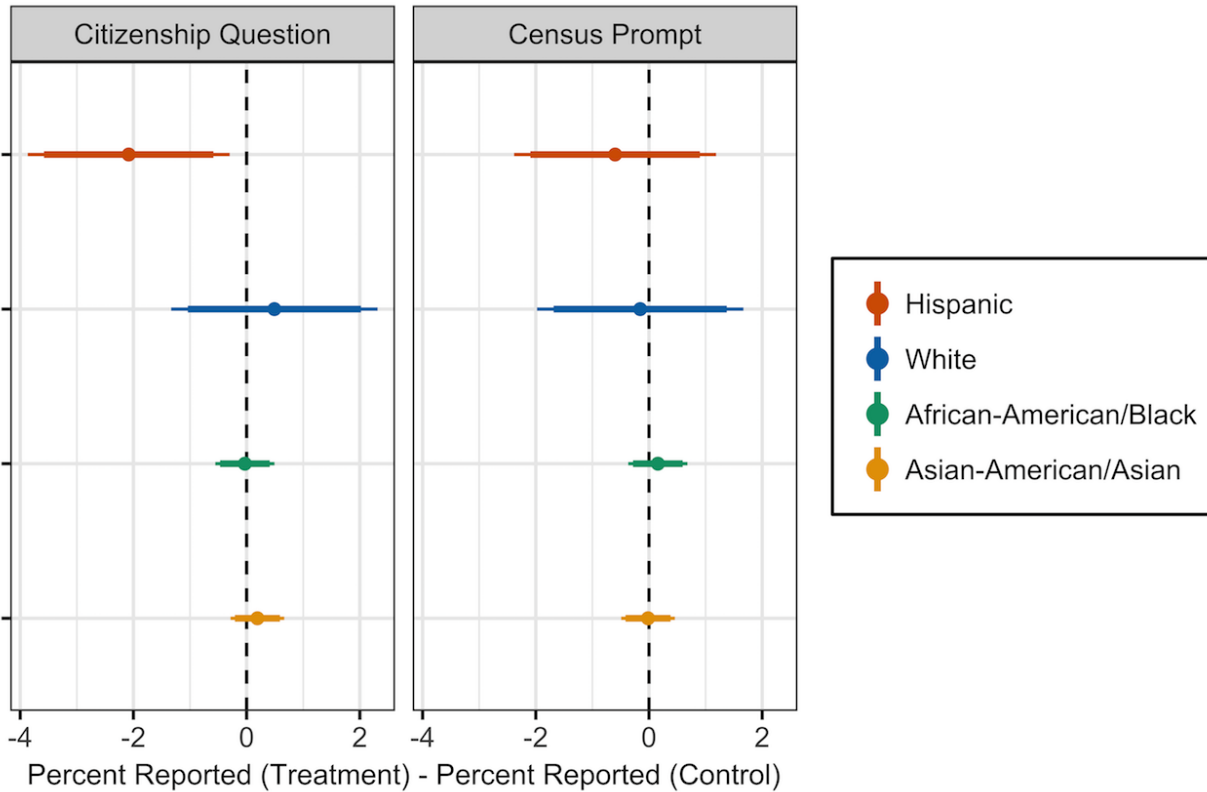 Citizenship Question
Census Prompt
Hispanic
White
African-American/Black
Asian-American/Asian
-4 -2 0 2 -4 -2 0 2
Percent Reported (Treatment) - Percent Reported (Control)